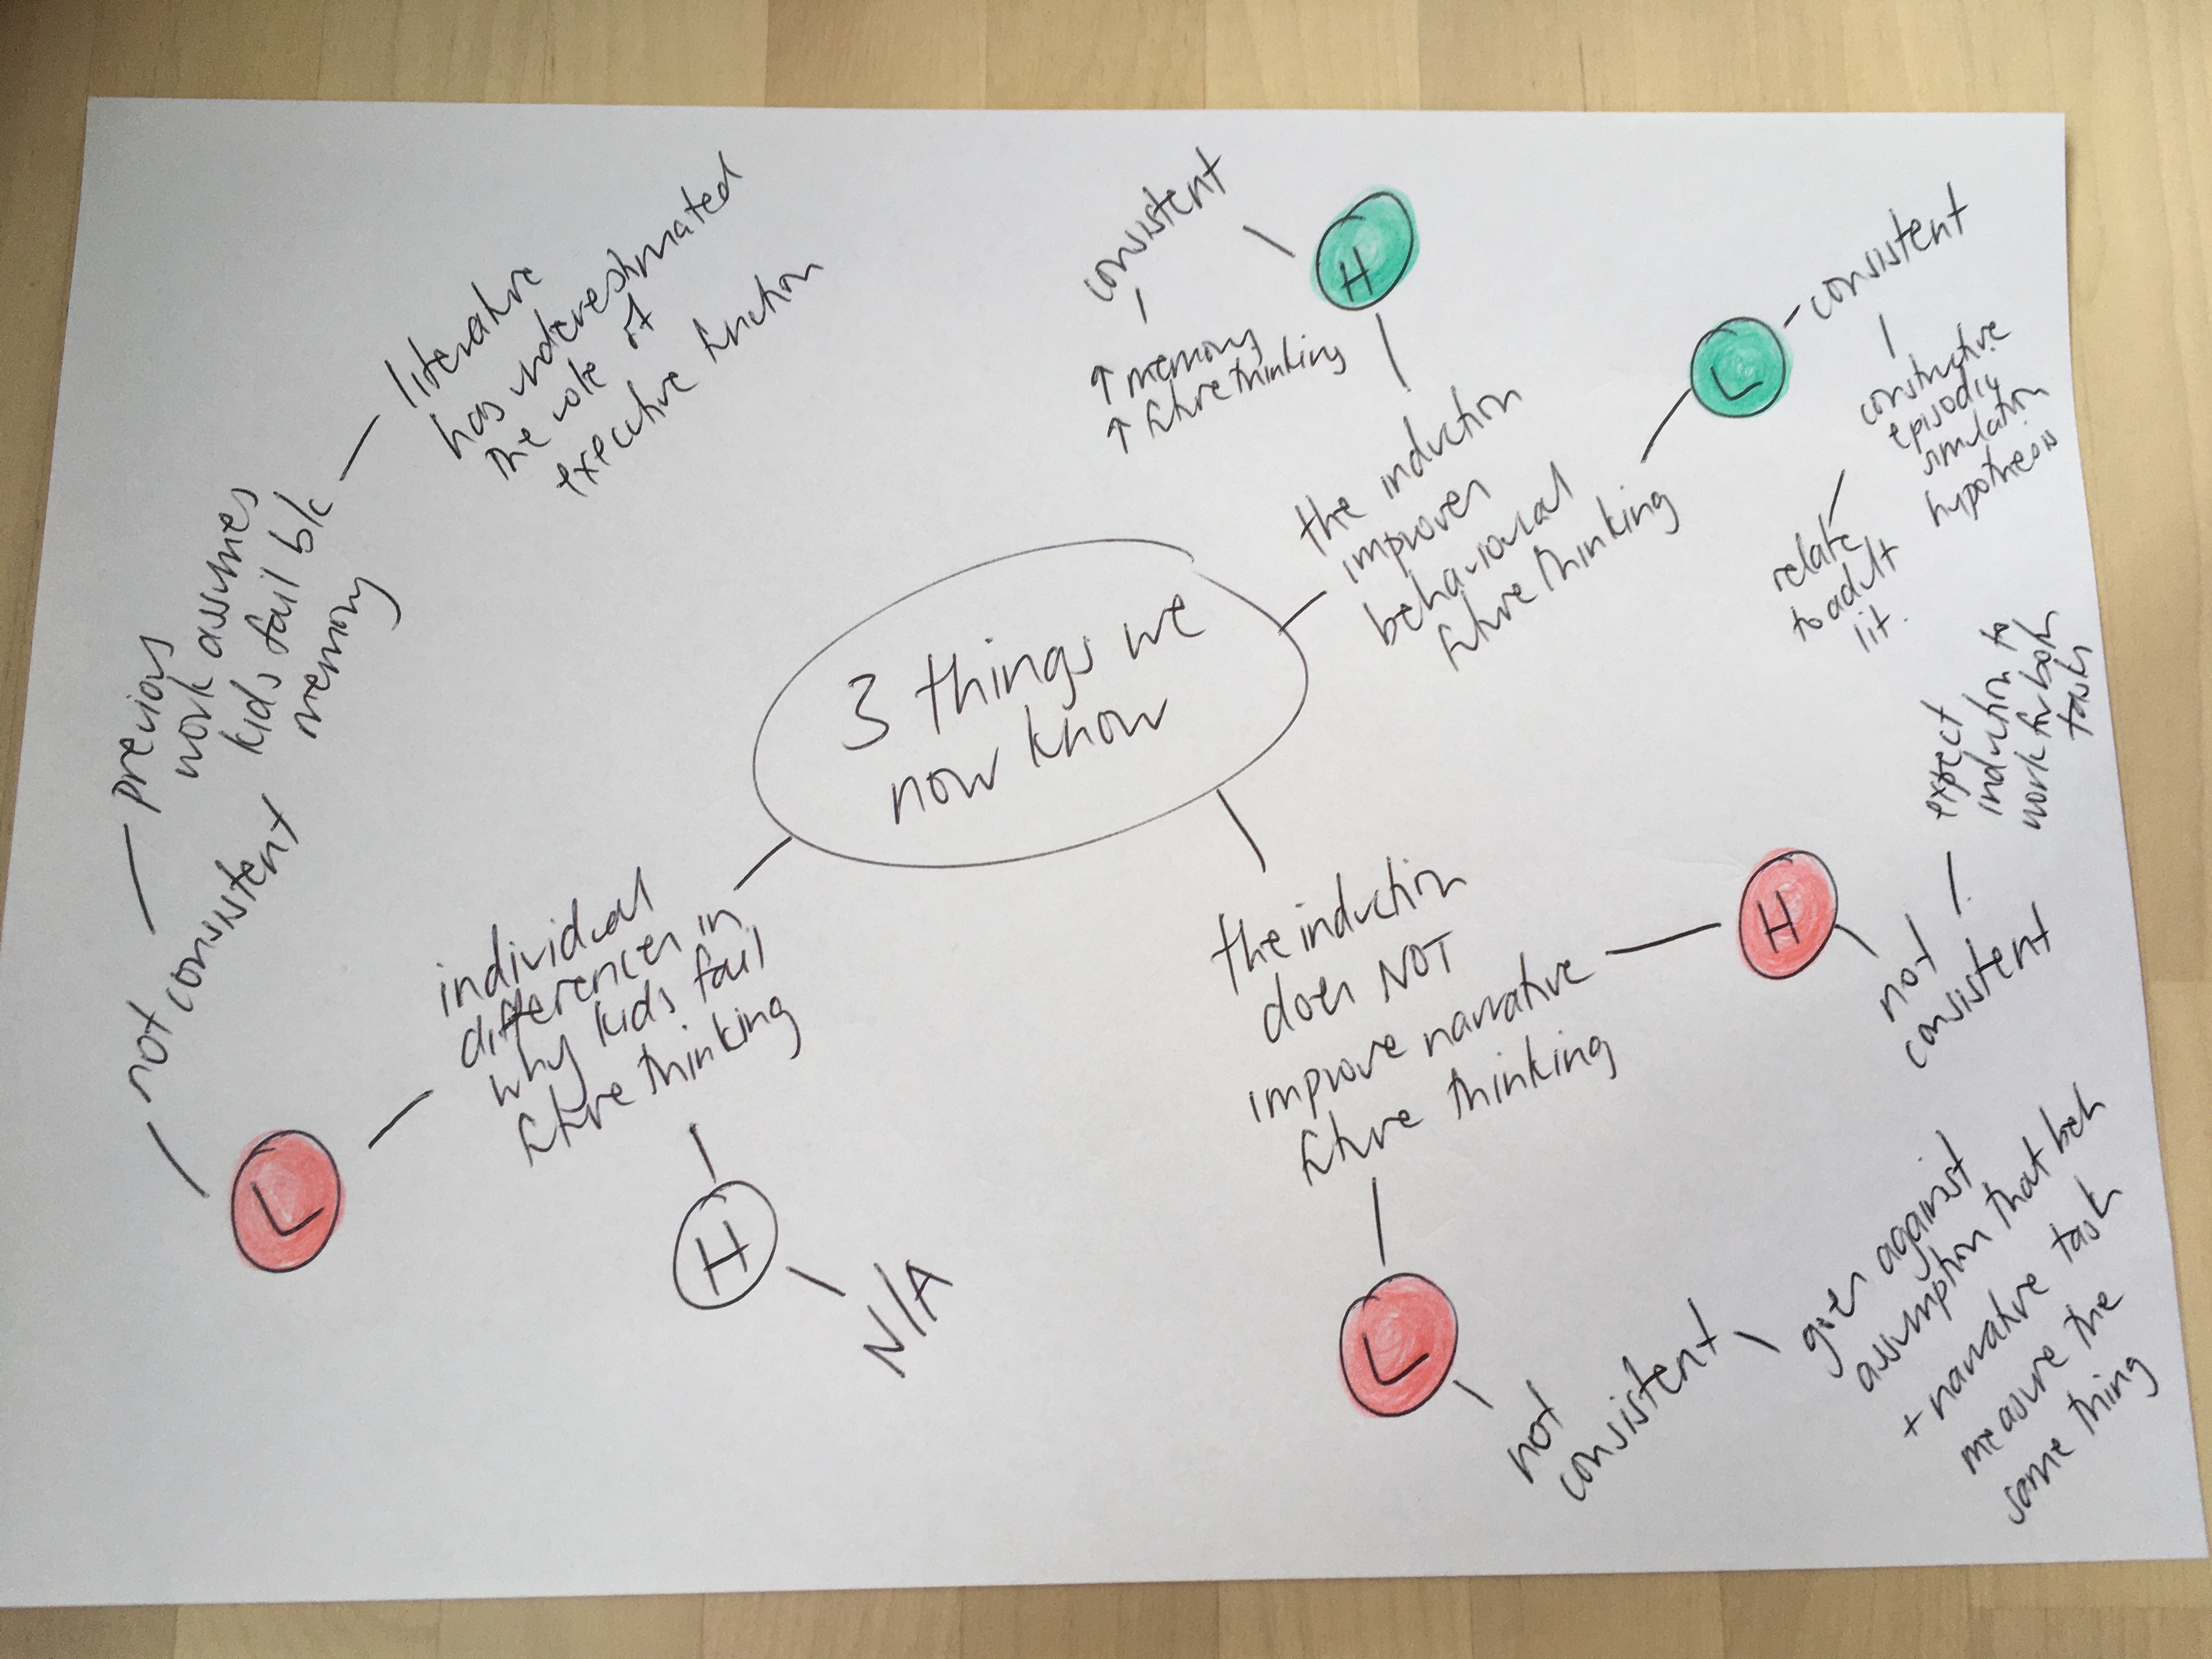 3 things we
now know
the induction
improves
behavioural
future thinking
H
consistent
↑ memory
↑ future thinking
L
consistent
constructive
episodic
simulation
hypothesis
relate
to adult
lit.
the induction
does NOT
improve narrative
future thinking
H
not
consistent
expect
induction to
work for both
tasks
L
not
consistent
goes against
assumption that beh
+ narrative task
measure the
same thing
individual
differences in
why kids fail
future thinking
H
N/A
L
not consistent
previous
work assumes
kids fail b/c
memory
literature
has underestimated
the role of
executive function